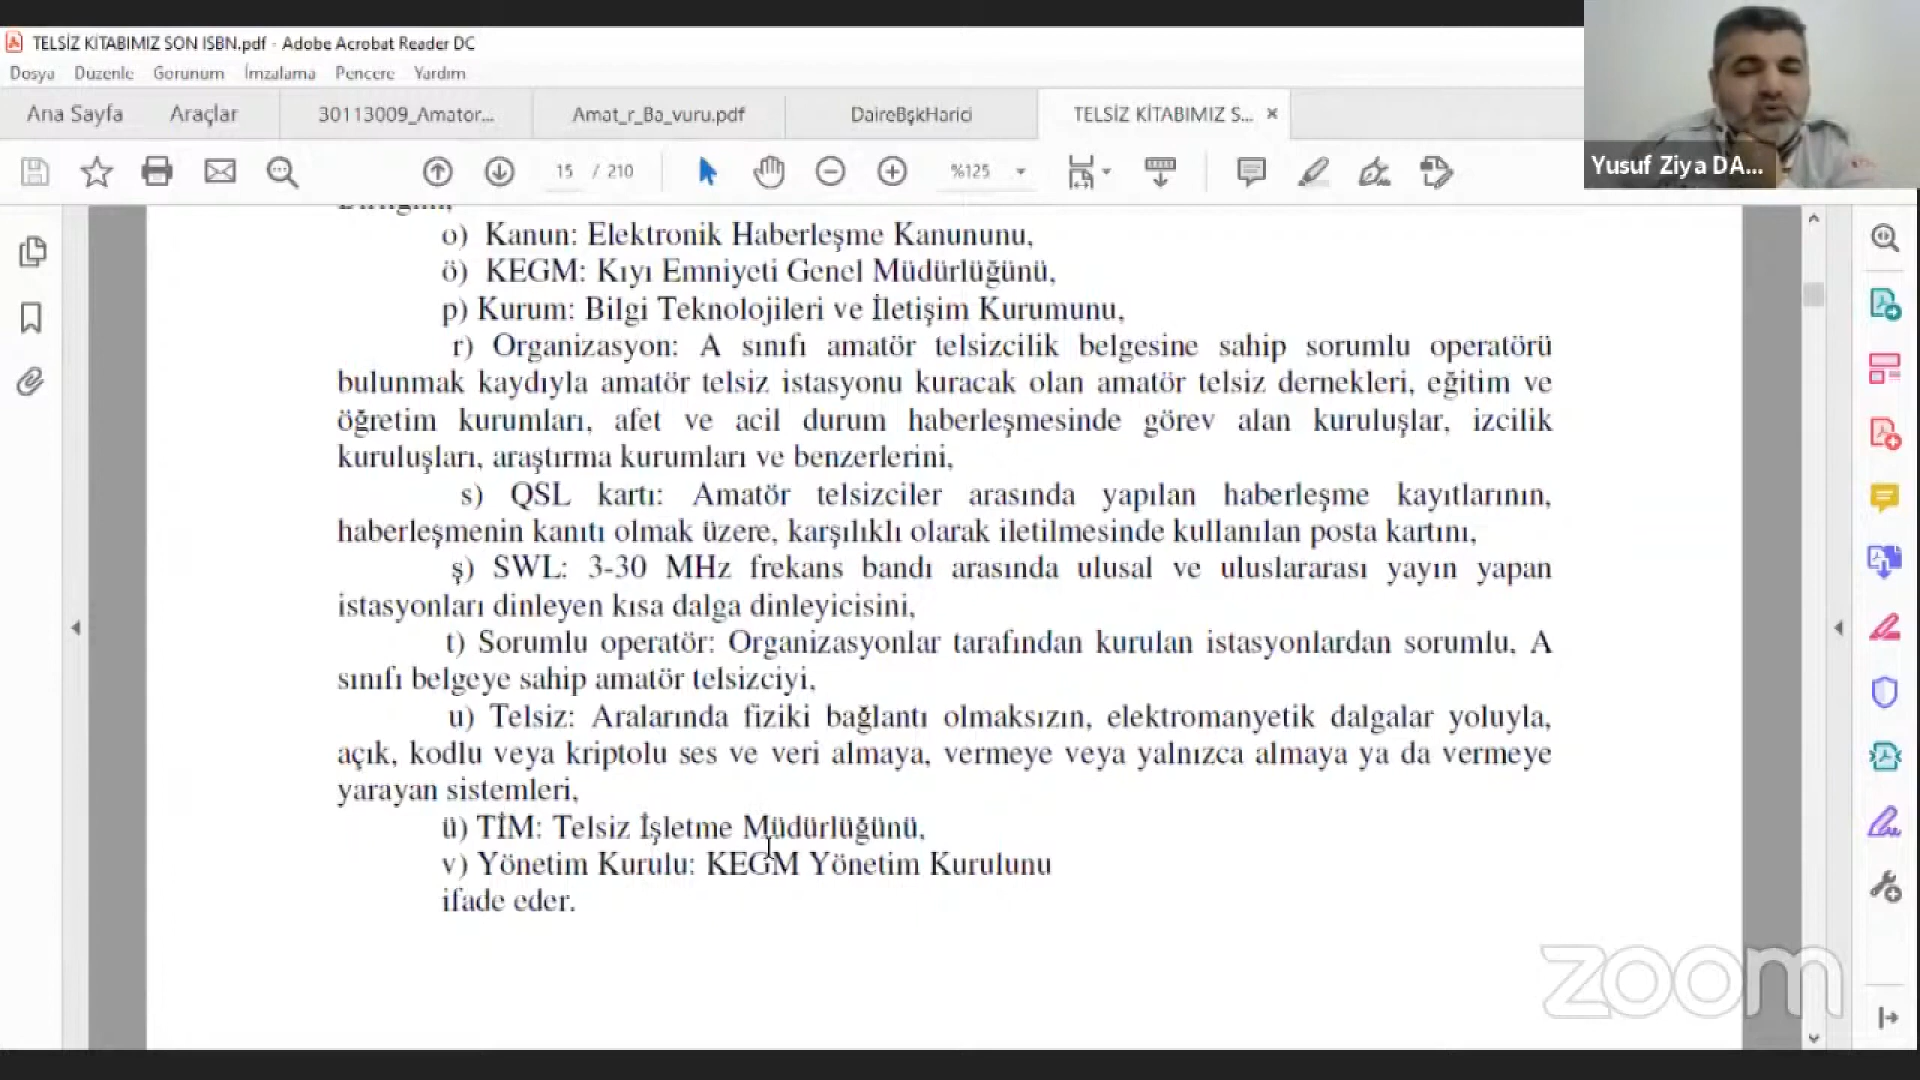 TELSİZ KİTABIMIZ SON ISBN.pdf - Adobe Acrobat Reader DC
Dosya Düzenle Görünüm İmzalama Pencere Yardım
Ana Sayfa Araçlar 30113009_Amator... Amat_r_Ba_vuru.pdf DaireBşkHarici TELSİZ KİTABIMIZ S... ×
15 / 210 %125
Yusuf Ziya DA...
o) Kanun: Elektronik Haberleşme Kanununu,
ö) KEGM: Kıyı Emniyeti Genel Müdürlüğünü,
p) Kurum: Bilgi Teknolojileri ve İletişim Kurumunu,
r) Organizasyon: A sınıfı amatör telsizcilik belgesine sahip sorumlu operatörü
bulunmak kaydıyla amatör telsiz istasyonu kuracak olan amatör telsiz dernekleri, eğitim ve
öğretim kurumları, afet ve acil durum haberleşmesinde görev alan kuruluşlar, izcilik
kuruluşları, araştırma kurumları ve benzerlerini,
s) QSL kartı: Amatör telsizciler arasında yapılan haberleşme kayıtlarının,
haberleşmenin kanıtı olmak üzere, karşılıklı olarak iletilmesinde kullanılan posta kartını,
ş) SWL: 3-30 MHz frekans bandı arasında ulusal ve uluslararası yayın yapan
istasyonları dinleyen kısa dalga dinleyicisini,
t) Sorumlu operatör: Organizasyonlar tarafından kurulan istasyonlardan sorumlu, A
sınıfı belgeye sahip amatör telsizciyi,
u) Telsiz: Aralarında fiziki bağlantı olmaksızın, elektromanyetik dalgalar yoluyla,
açık, kodlu veya kriptolu ses ve veri almaya, vermeye veya yalnızca almaya ya da vermeye
yarayan sistemleri,
ü) TİM: Telsiz İşletme Müdürlüğünü,
v) Yönetim Kurulu: KEGM Yönetim Kurulunu
ifade eder.
zoom